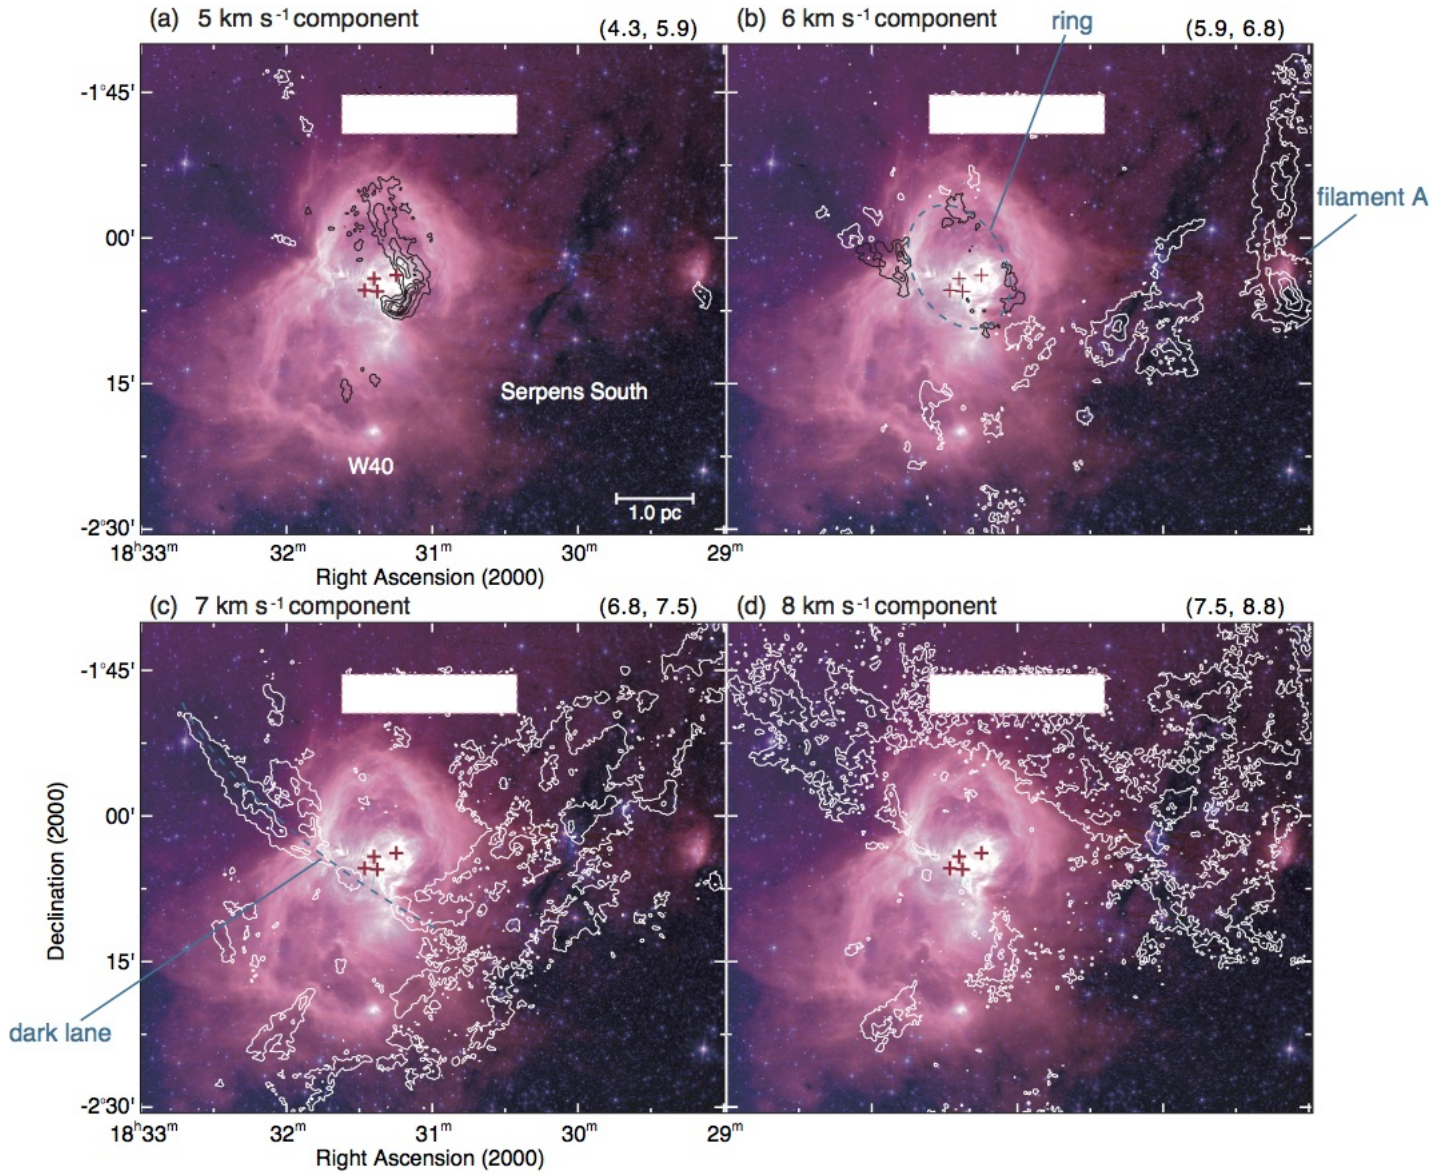 (a) 5 km s-1 component (4.3, 5.9)
(b) 6 km s-1 component ring (5.9, 6.8)
-1°45'
00'
15'
-2°30'
filament A
Serpens South
W40
1.0 pc
18h33m 32m 31m 30m 29m
Right Ascension (2000)
(c) 7 km s-1 component (6.8, 7.5)
(d) 8 km s-1 component (7.5, 8.8)
-1°45'
00'
15'
-2°30'
Declination (2000)
dark lane
18h33m 32m 31m 30m 29m
Right Ascension (2000)